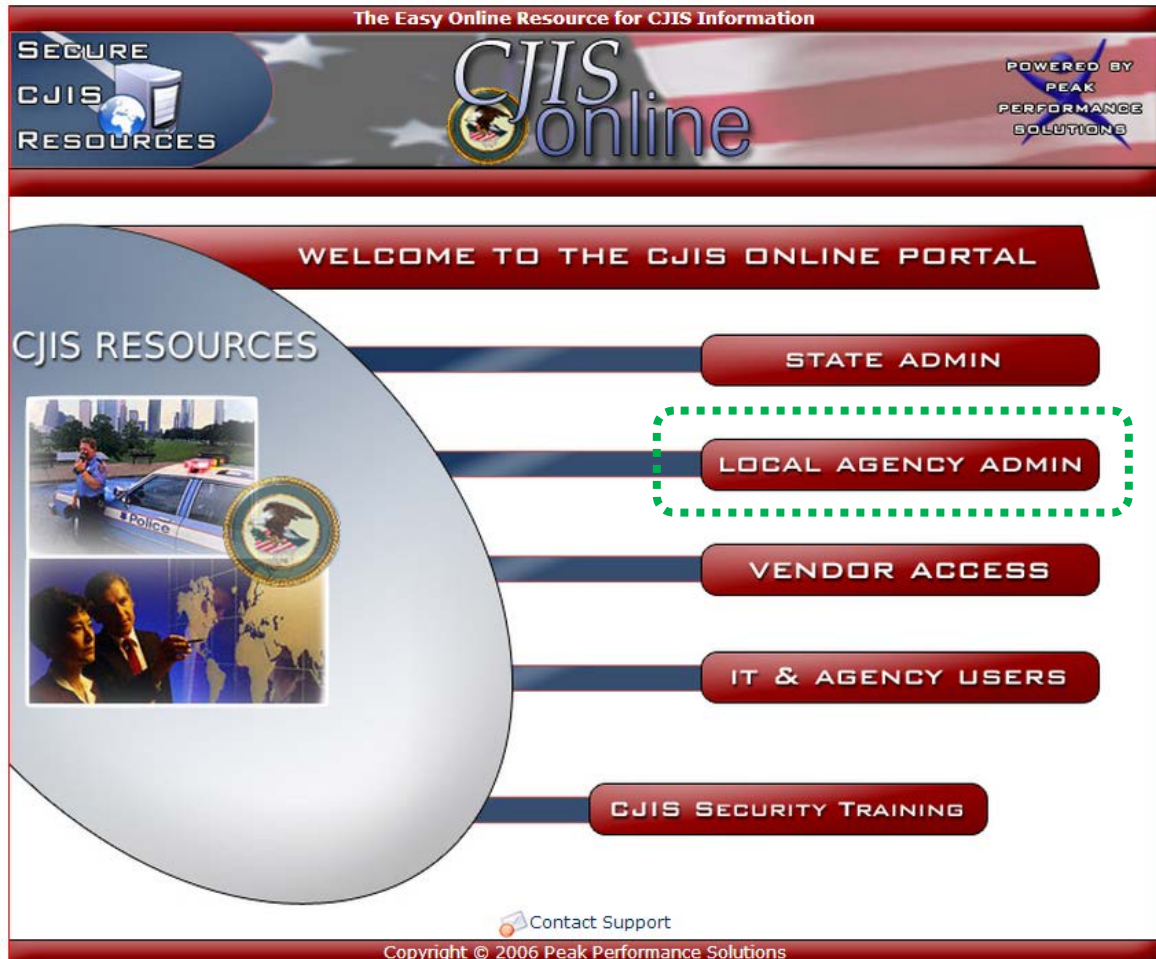 The Easy Online Resource for CJIS Information
SECURE
CJIS
RESOURCES
CJIS
online
POWERED BY
PEAK
PERFORMANCE
SOLUTIONS
WELCOME TO THE CJIS ONLINE PORTAL
CJIS RESOURCES
STATE ADMIN
LOCAL AGENCY ADMIN
Police
VENDOR ACCESS
IT & AGENCY USERS
CJIS SECURITY TRAINING
Contact Support
Copyright © 2006 Peak Performance Solutions